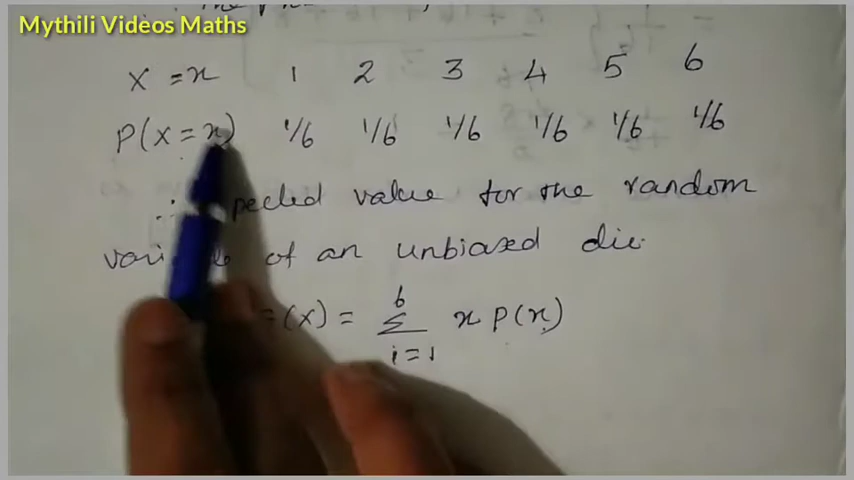 Mythili Videos Maths
X = x 1 2 3 4 5 6
P(X = x) 1/6 1/6 1/6 1/6 1/6 1/6
value for the random
of an unbiased die
(X) = 6 Σ i=1 x P(x)